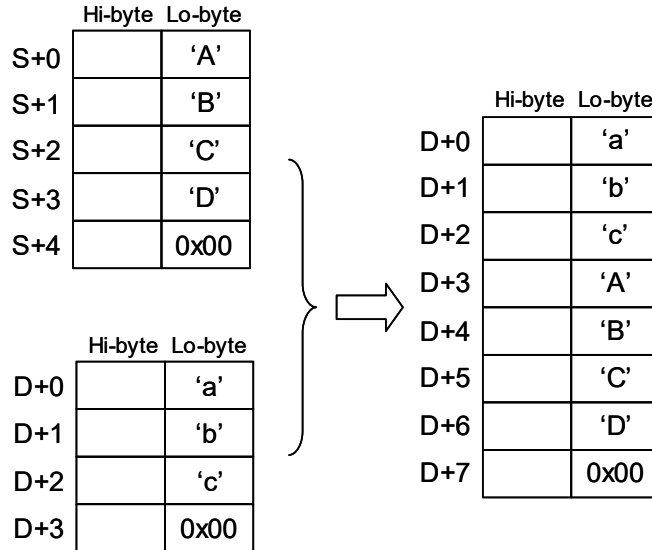 Hi-byte Lo-byte
S+0 ‘A’
S+1 ‘B’
S+2 ‘C’
S+3 ‘D’
S+4 0x00
Hi-byte Lo-byte
D+0 ‘a’
D+1 ‘b’
D+2 ‘c’
D+3 0x00
Hi-byte Lo-byte
D+0 ‘a’
D+1 ‘b’
D+2 ‘c’
D+3 ‘A’
D+4 ‘B’
D+5 ‘C’
D+6 ‘D’
D+7 0x00